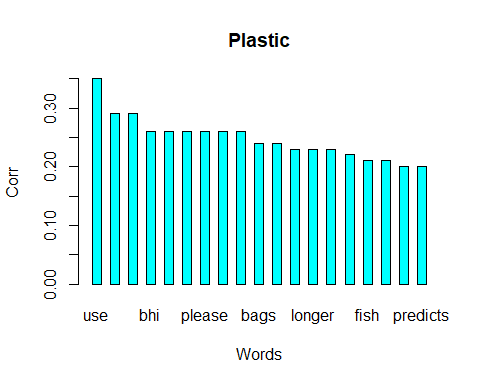 Plastic
0.30
0.20
0.10
0.00
Corr
use bhi please bags longer fish predicts
Words